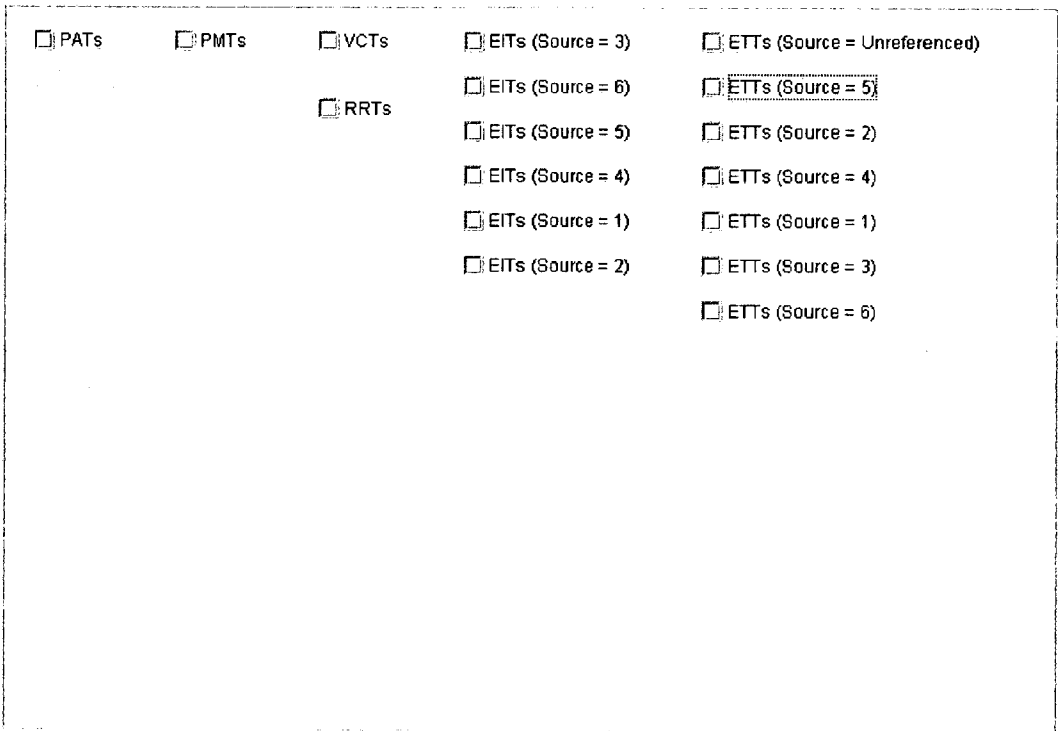 PATs PMTs VCTs EITs (Source = 3) ETTs (Source = Unreferenced)
EITs (Source = 6) ETTs (Source = 5)
RRTs
EITs (Source = 5) ETTs (Source = 2)
EITs (Source = 4) ETTs (Source = 4)
EITs (Source = 1) ETTs (Source = 1)
EITs (Source = 2) ETTs (Source = 3)
ETTs (Source = 6)